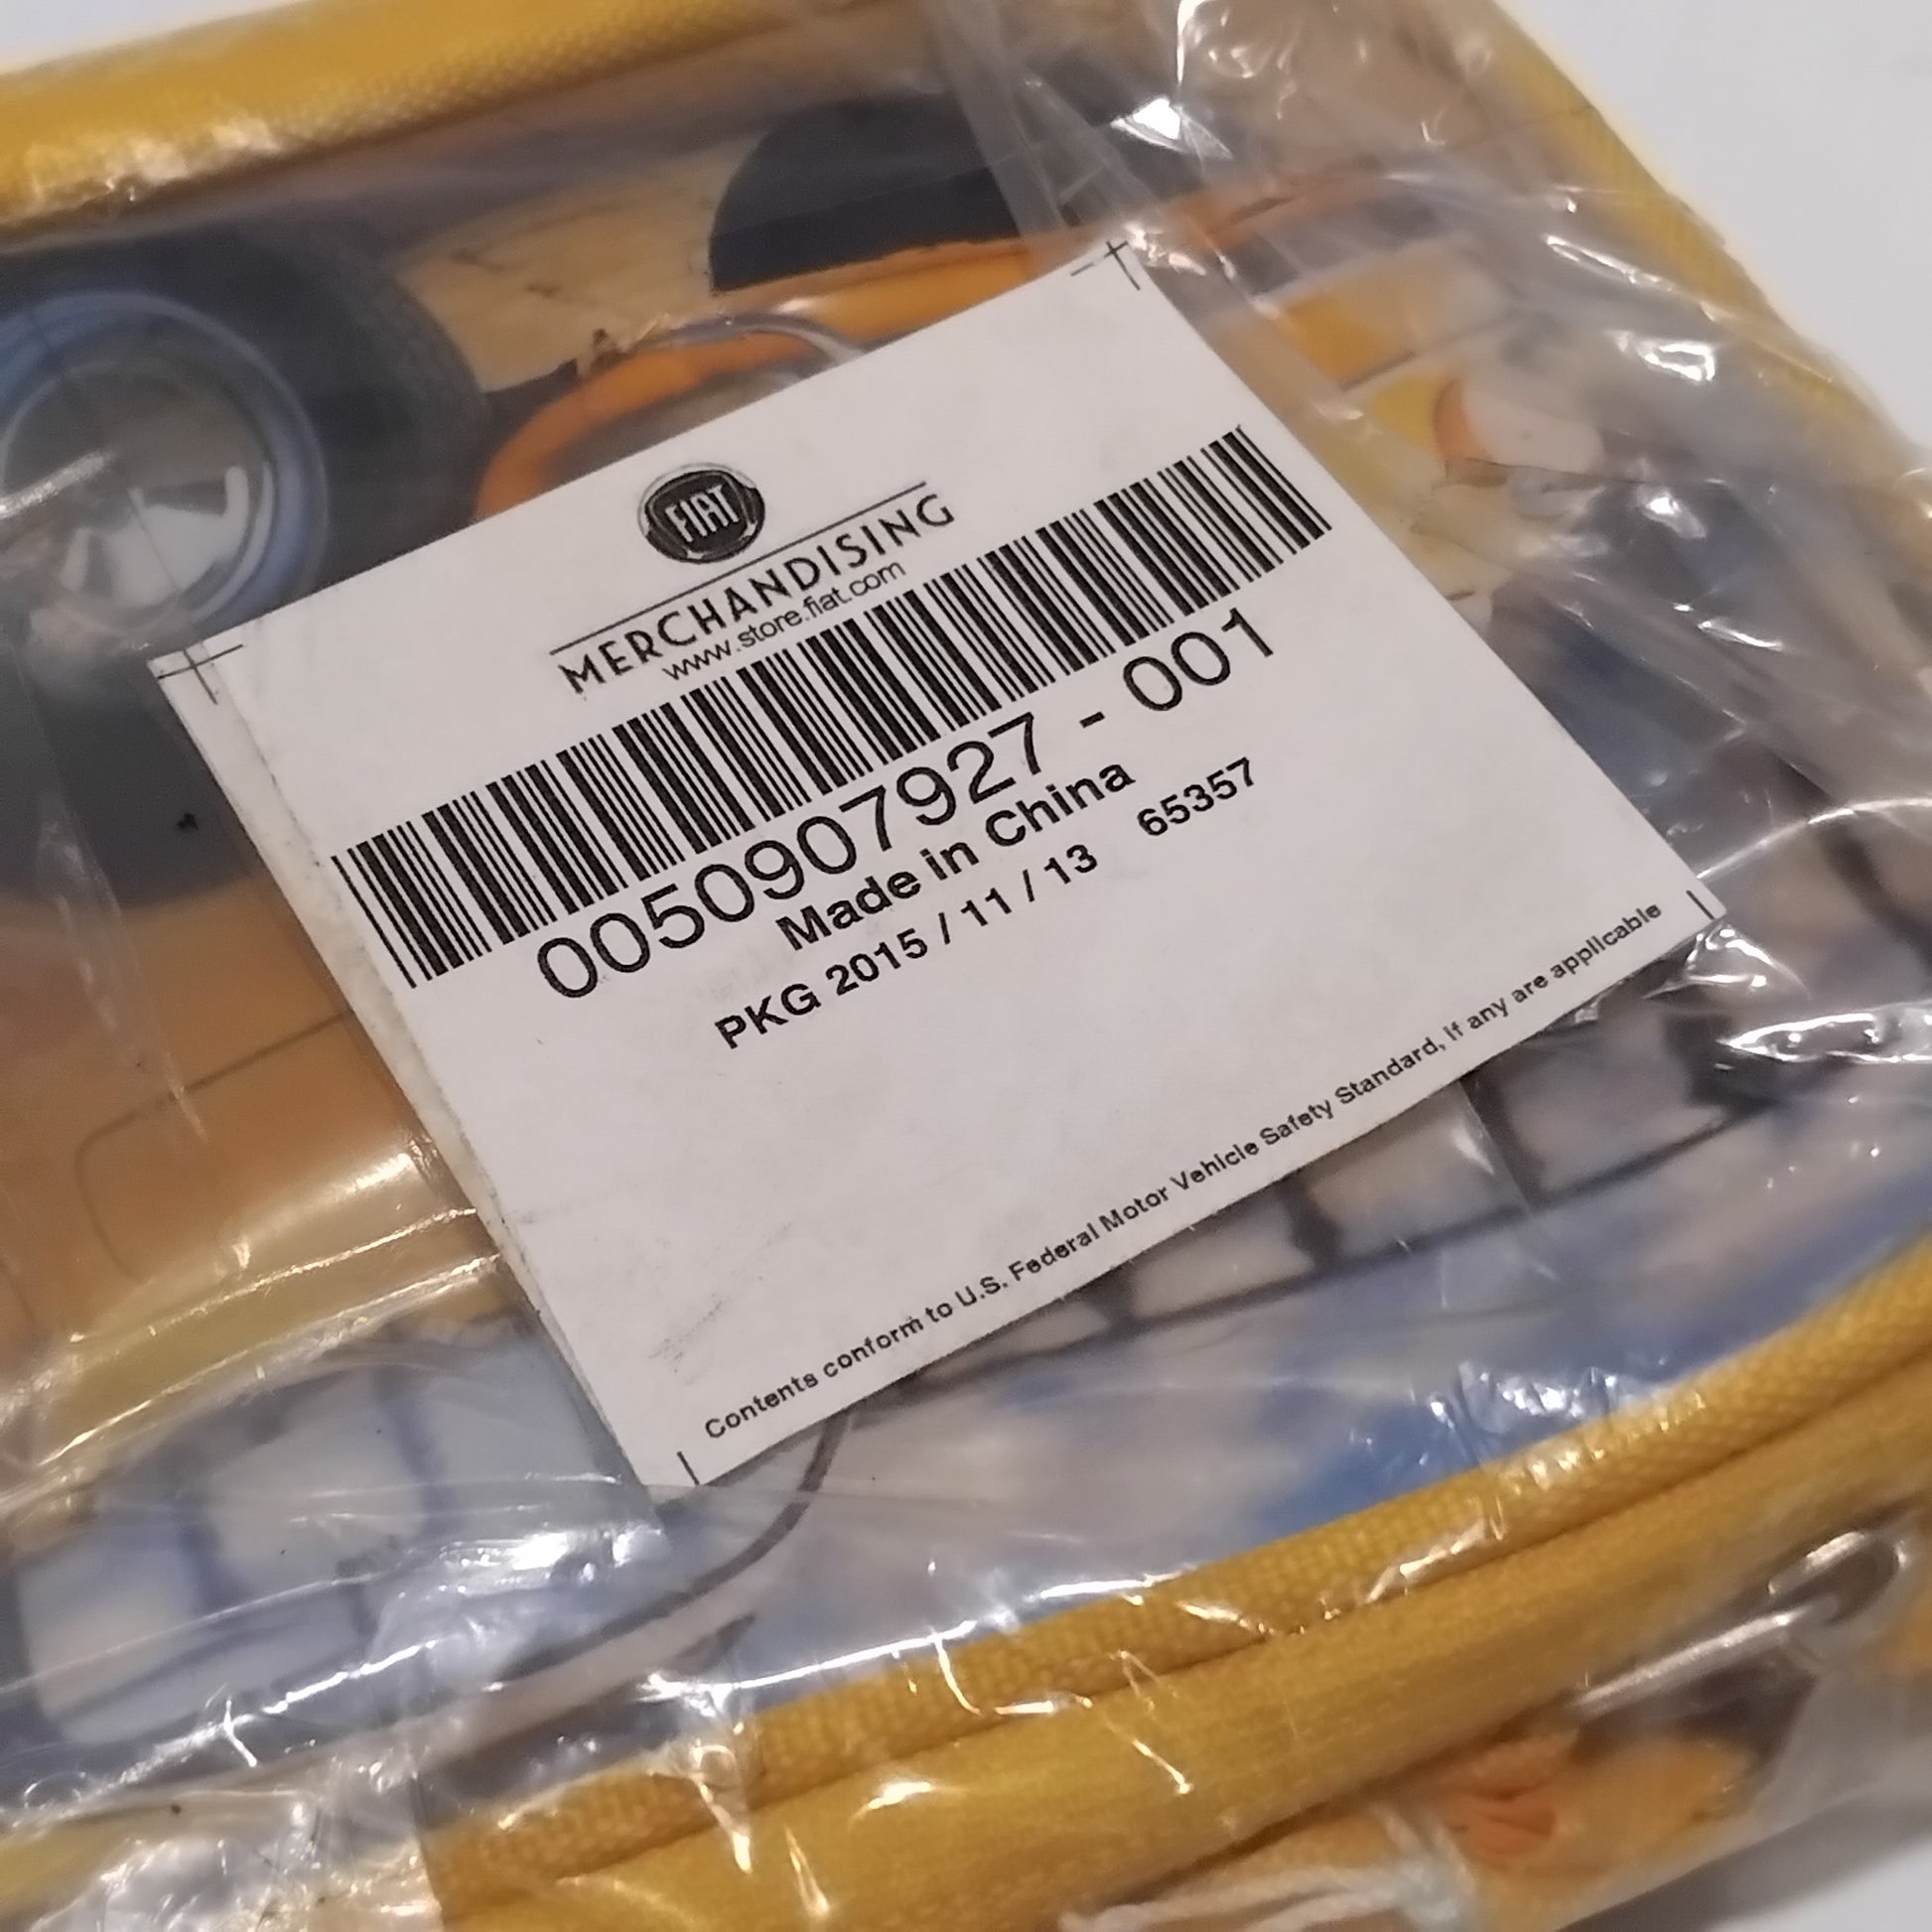 FIAT
MERCHANDISING
www.store.fiat.com
0050907927 - 001
Made in China
PKG 2015 / 11 / 13 65357
Contents conform to U.S. Federal Motor Vehicle Safety Standard, if any are applicable